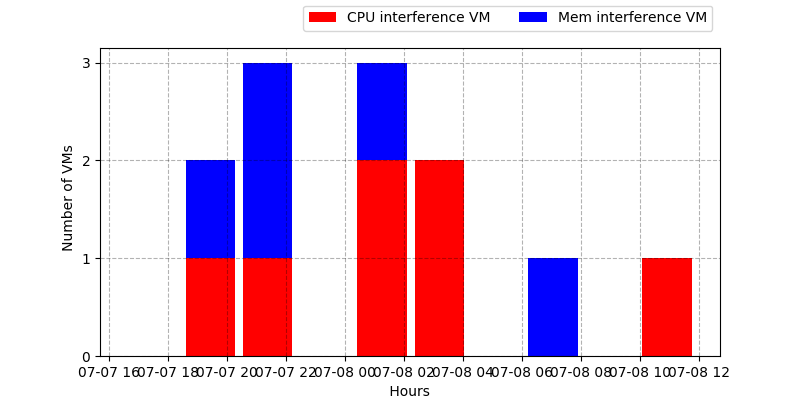 CPU interference VM Mem interference VM
3
2
1
0
Number of VMs
07-07 16 07-07 18 07-07 20 07-07 22 07-08 00 07-08 02 07-08 04 07-08 06 07-08 08 07-08 10 07-08 12
Hours